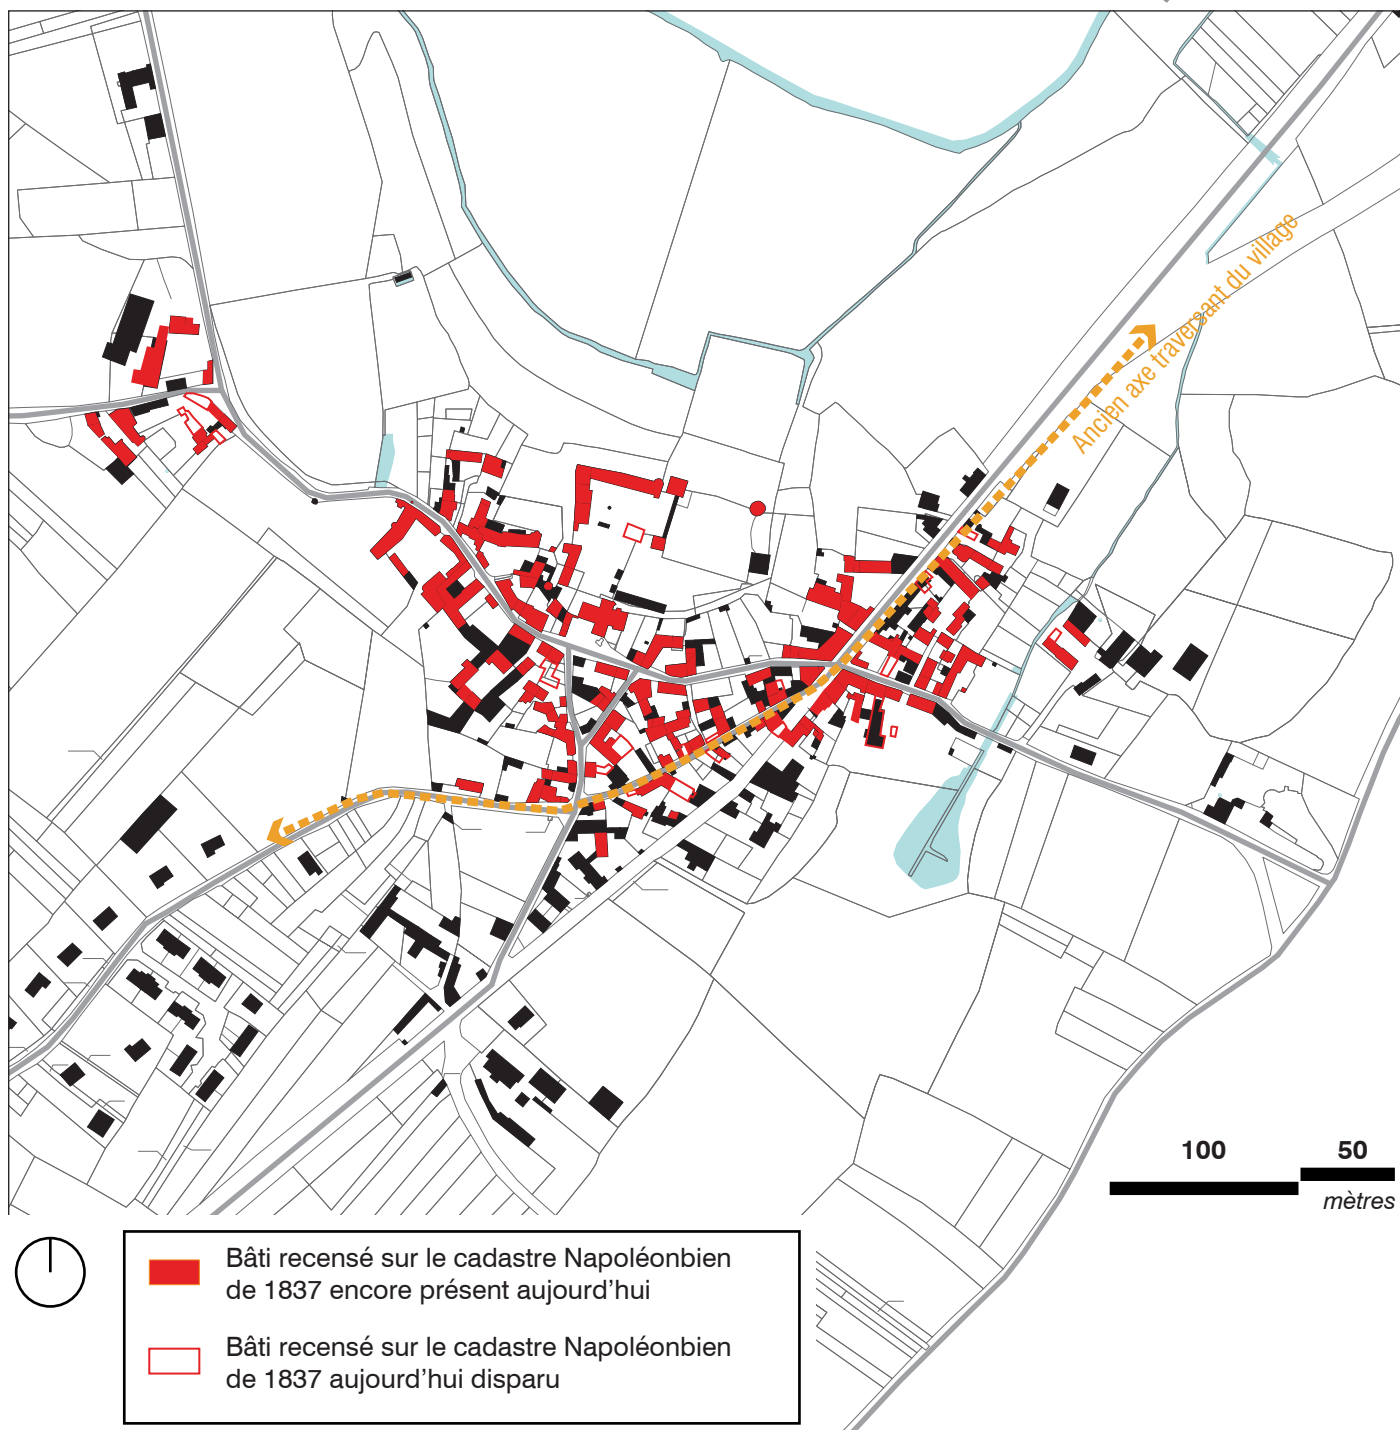 Ancien axe traversant du village
100
50
mètres
Bâti recensé sur le cadastre Napoléonbien
de 1837 encore présent aujourd’hui
Bâti recensé sur le cadastre Napoléonbien
de 1837 aujourd’hui disparu